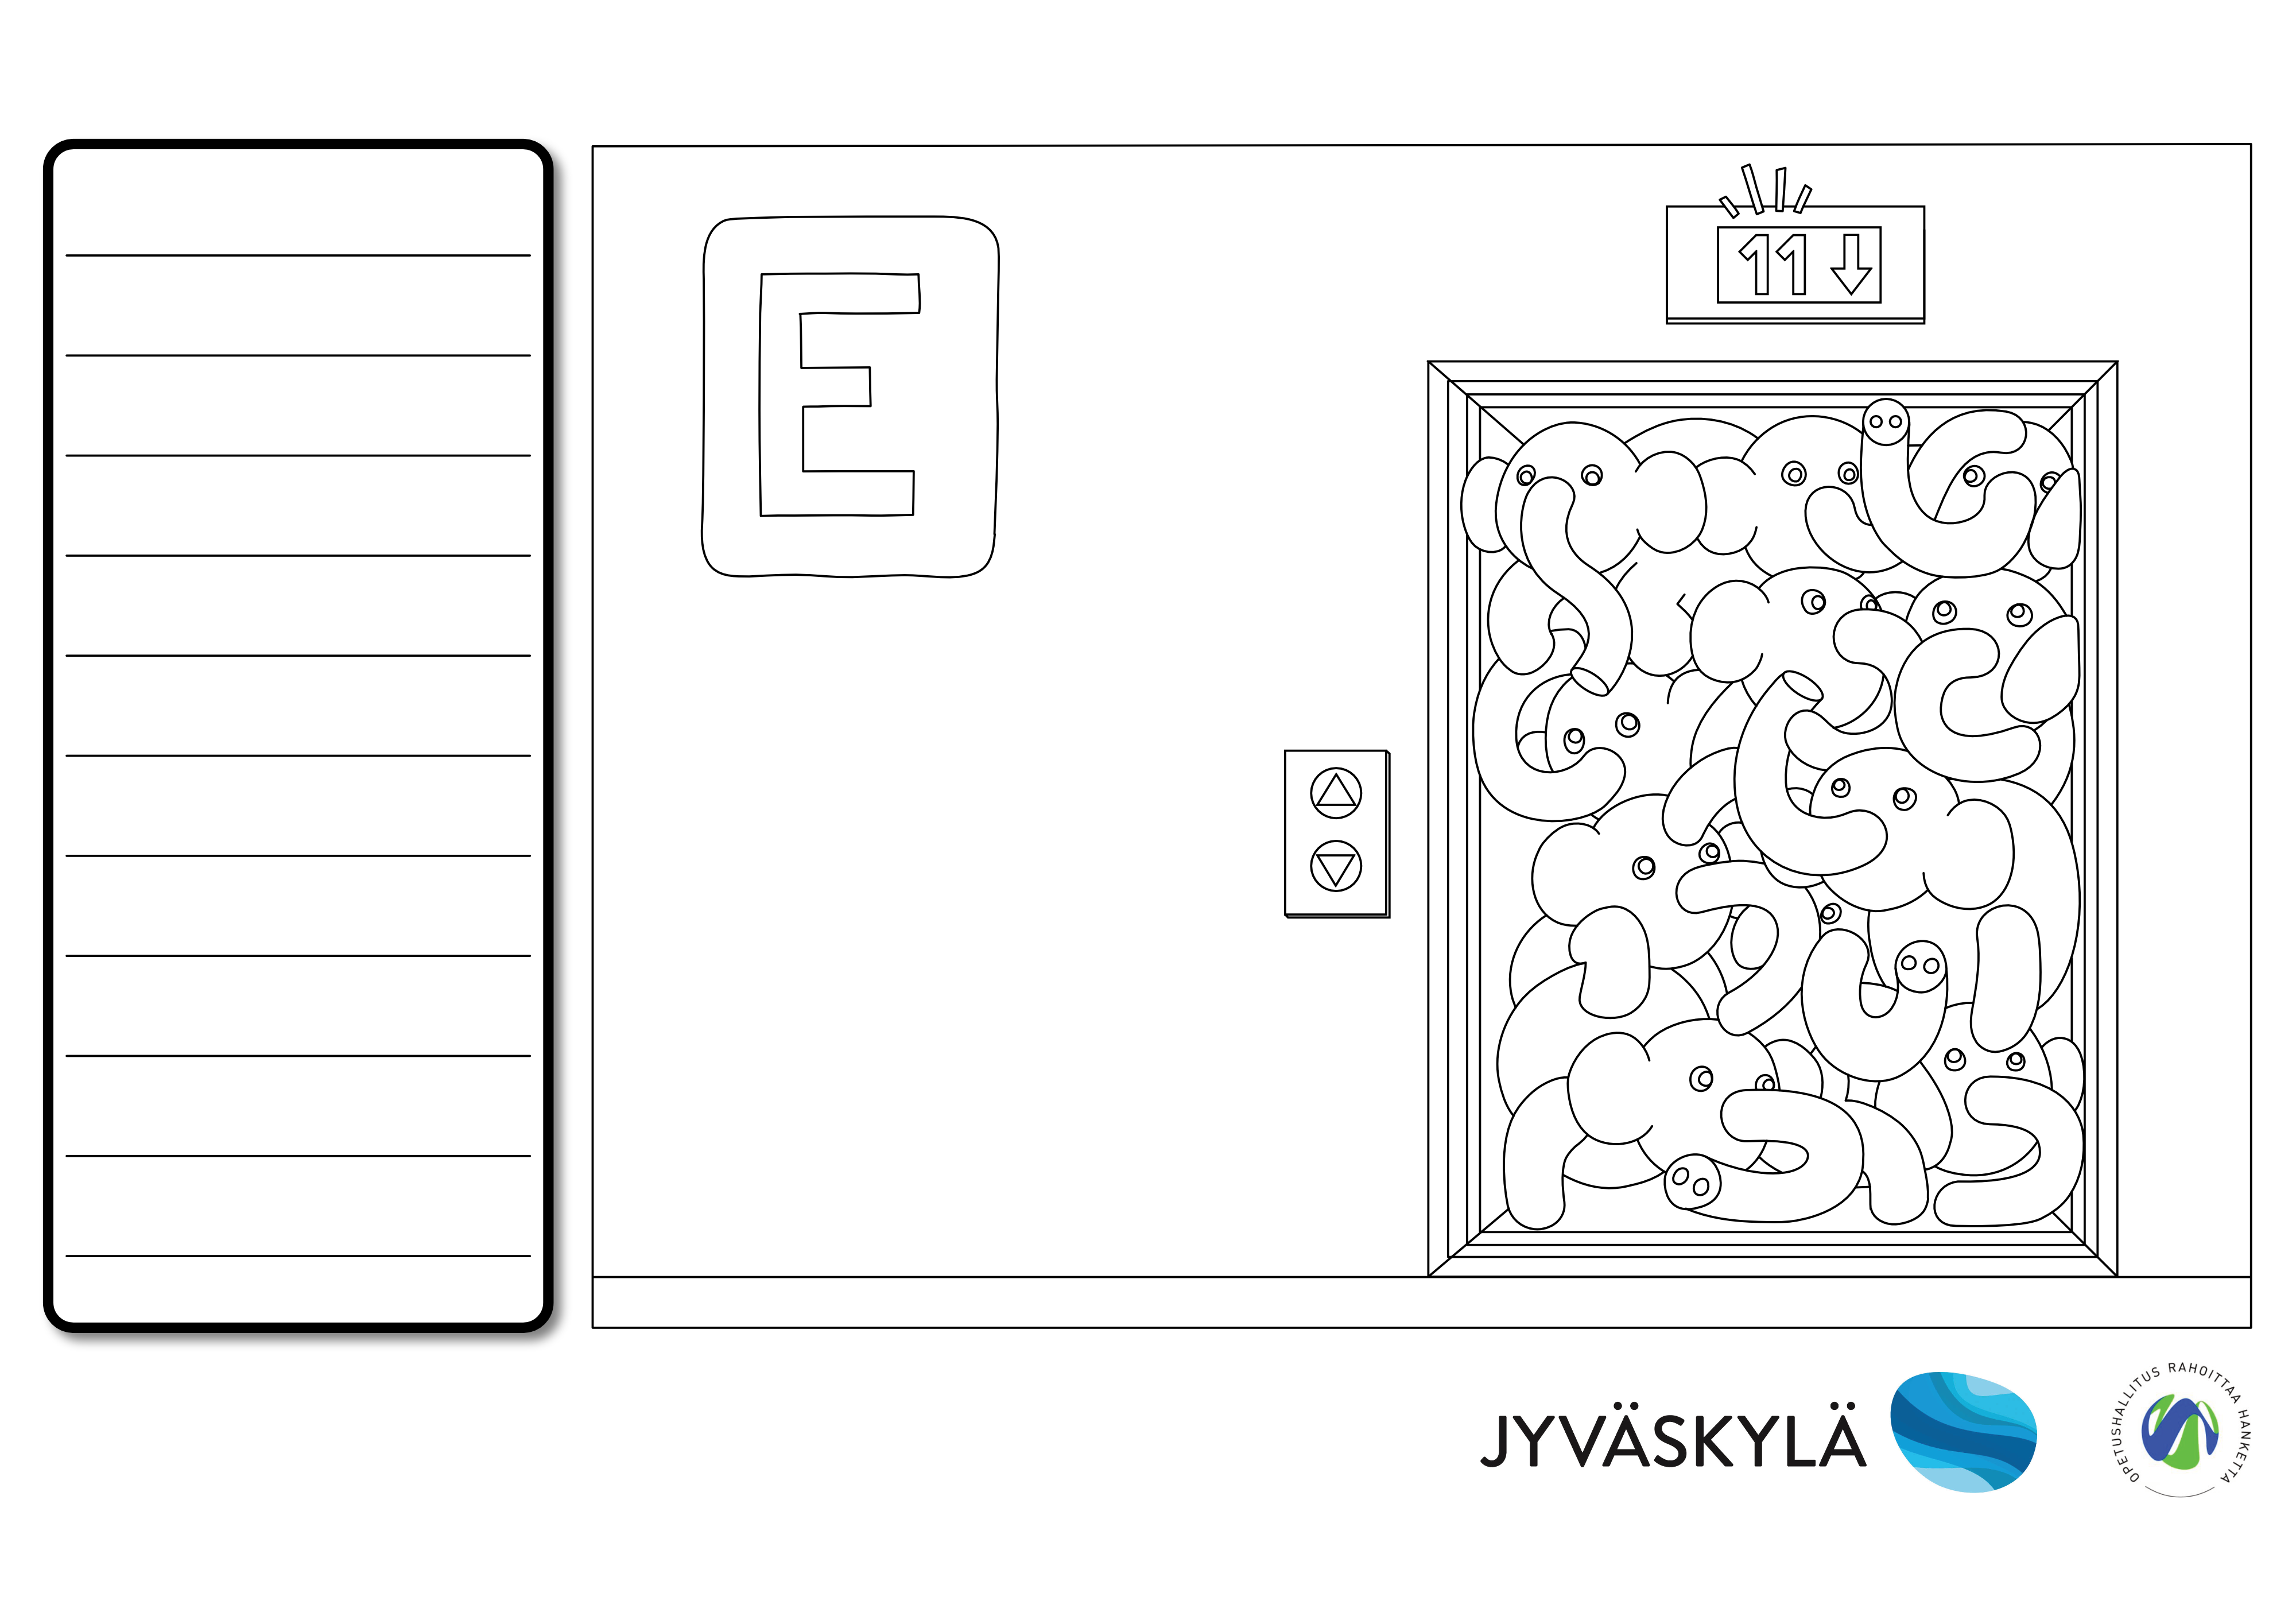 E
11
JYVÄSKYLÄ
OPETUSHALLITUS RAHOITTAA HANKETTA